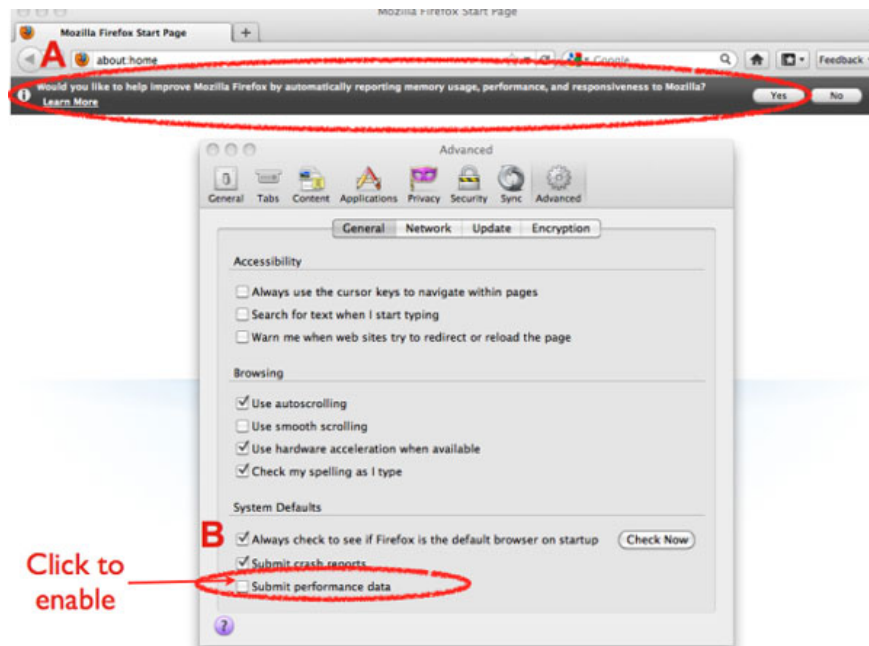 Mozilla Firefox Start Page
Mozilla Firefox Start Page
+
A
about:home
Google
Feedback
Would you like to help improve Mozilla Firefox by automatically reporting memory usage, performance, and responsiveness to Mozilla?
Yes
No
Learn More
Advanced
General Tabs Content Applications Privacy Security Sync Advanced
General Network Update Encryption
Accessibility
Always use the cursor keys to navigate within pages
Search for text when I start typing
Warn me when web sites try to redirect or reload the page
Browsing
Use autoscrolling
Use smooth scrolling
Use hardware acceleration when available
Check my spelling as I type
System Defaults
B
Always check to see if Firefox is the default browser on startup
Check Now
Submit crash reports
Click to
enable
Submit performance data
?